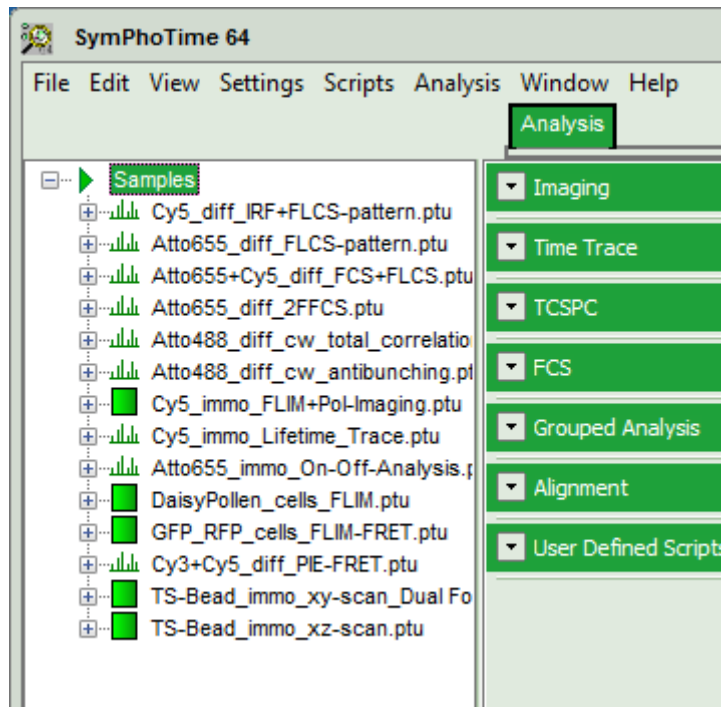 SymPhoTime 64
File Edit View Settings Scripts Analysis Window Help
Analysis
Samples
Cy5_diff_IRF+FLCS-pattern.ptu
Atto655_diff_FLCS-pattern.ptu
Atto655+Cy5_diff_FCS+FLCS.ptu
Atto655_diff_2FFCS.ptu
Atto488_diff_cw_total_correlatio
Atto488_diff_cw_antibunching.pt
Cy5_immo_FLIM+Pol-Imaging.ptu
Cy5_immo_Lifetime_Trace.ptu
Atto655_immo_On-Off-Analysis.p
DaisyPollen_cells_FLIM.ptu
GFP_RFP_cells_FLIM-FRET.ptu
Cy3+Cy5_diff_PIE-FRET.ptu
TS-Bead_immo_xy-scan_Dual Fo
TS-Bead_immo_xz-scan.ptu
Imaging
Time Trace
TCSPC
FCS
Grouped Analysis
Alignment
User Defined Scripts